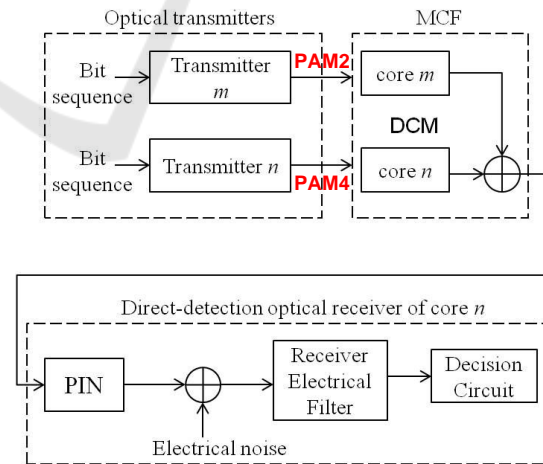 Optical transmitters
MCF
Bit
sequence
Transmitter
m
PAM2
core m
DCM
Bit
sequence
Transmitter n
PAM4
core n
Direct-detection optical receiver of core n
PIN
Receiver
Electrical
Filter
Decision
Circuit
Electrical noise